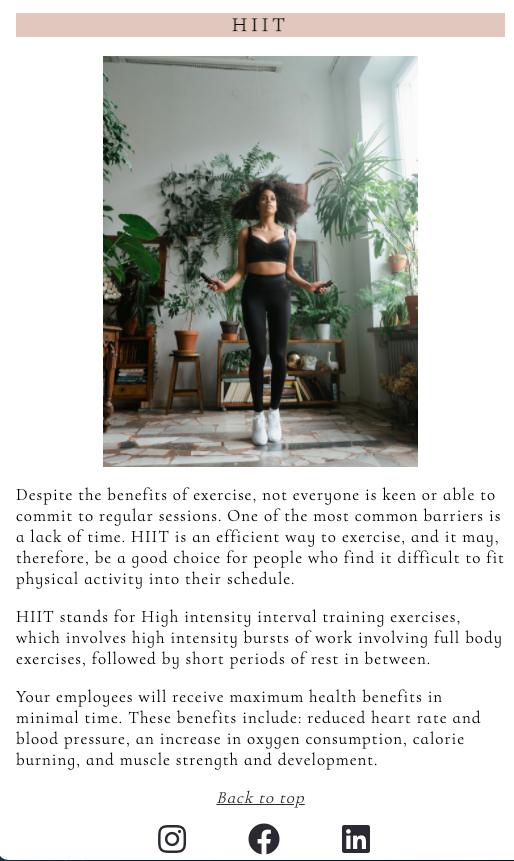 HIIT
Despite the benefits of exercise, not everyone is keen or able to
commit to regular sessions. One of the most common barriers is
a lack of time. HIIT is an efficient way to exercise, and it may,
therefore, be a good choice for people who find it difficult to fit
physical activity into their schedule.
HIIT stands for High intensity interval training exercises,
which involves high intensity bursts of work involving full body
exercises, followed by short periods of rest in between.
Your employees will receive maximum health benefits in
minimal time. These benefits include: reduced heart rate and
blood pressure, an increase in oxygen consumption, calorie
burning, and muscle strength and development.
Back to top